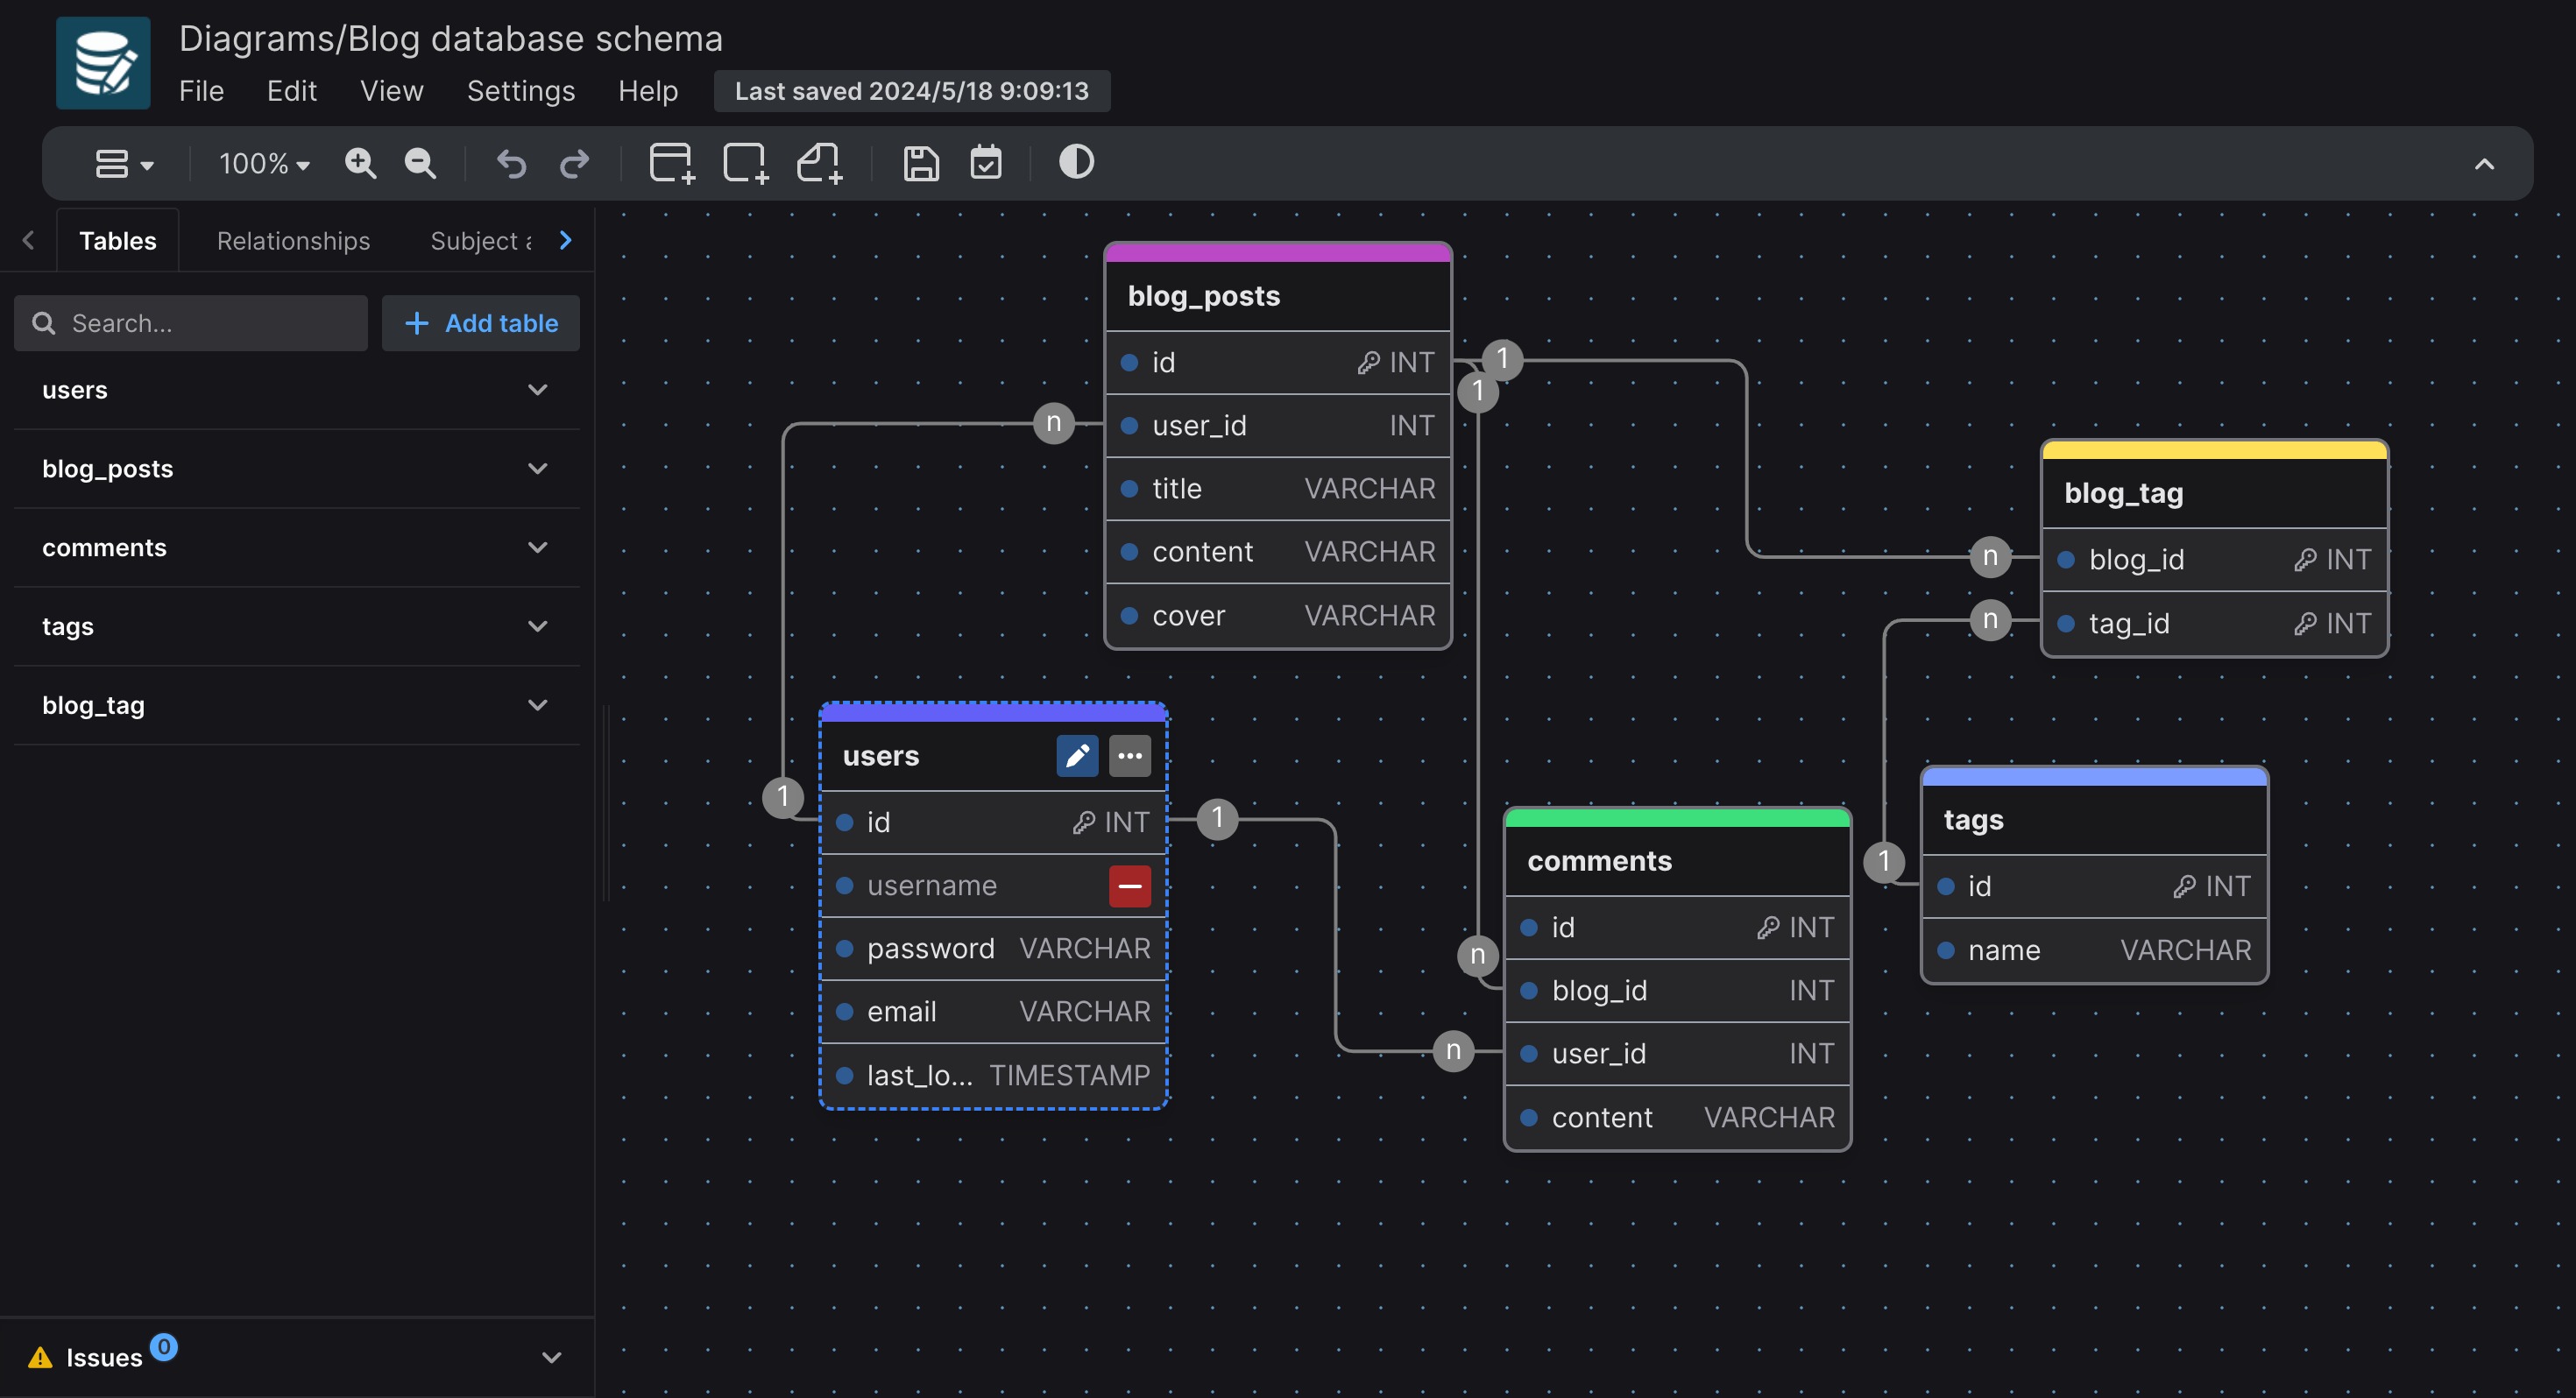 Diagrams/Blog database schema
File Edit View Settings Help Last saved 2024/5/18 9:09:13
100%
Tables Relationships Subject a
Search... + Add table
users
blog_posts
comments
tags
blog_tag
Issues 0
blog_posts
id INT
user_id INT
title VARCHAR
content VARCHAR
cover VARCHAR
1
1
n
n
n
blog_tag
blog_id INT
tag_id INT
users
1
id INT
1
username
password VARCHAR
email VARCHAR
last_lo... TIMESTAMP
comments
id INT
n
blog_id INT
n
user_id INT
content VARCHAR
tags
1
id INT
name VARCHAR